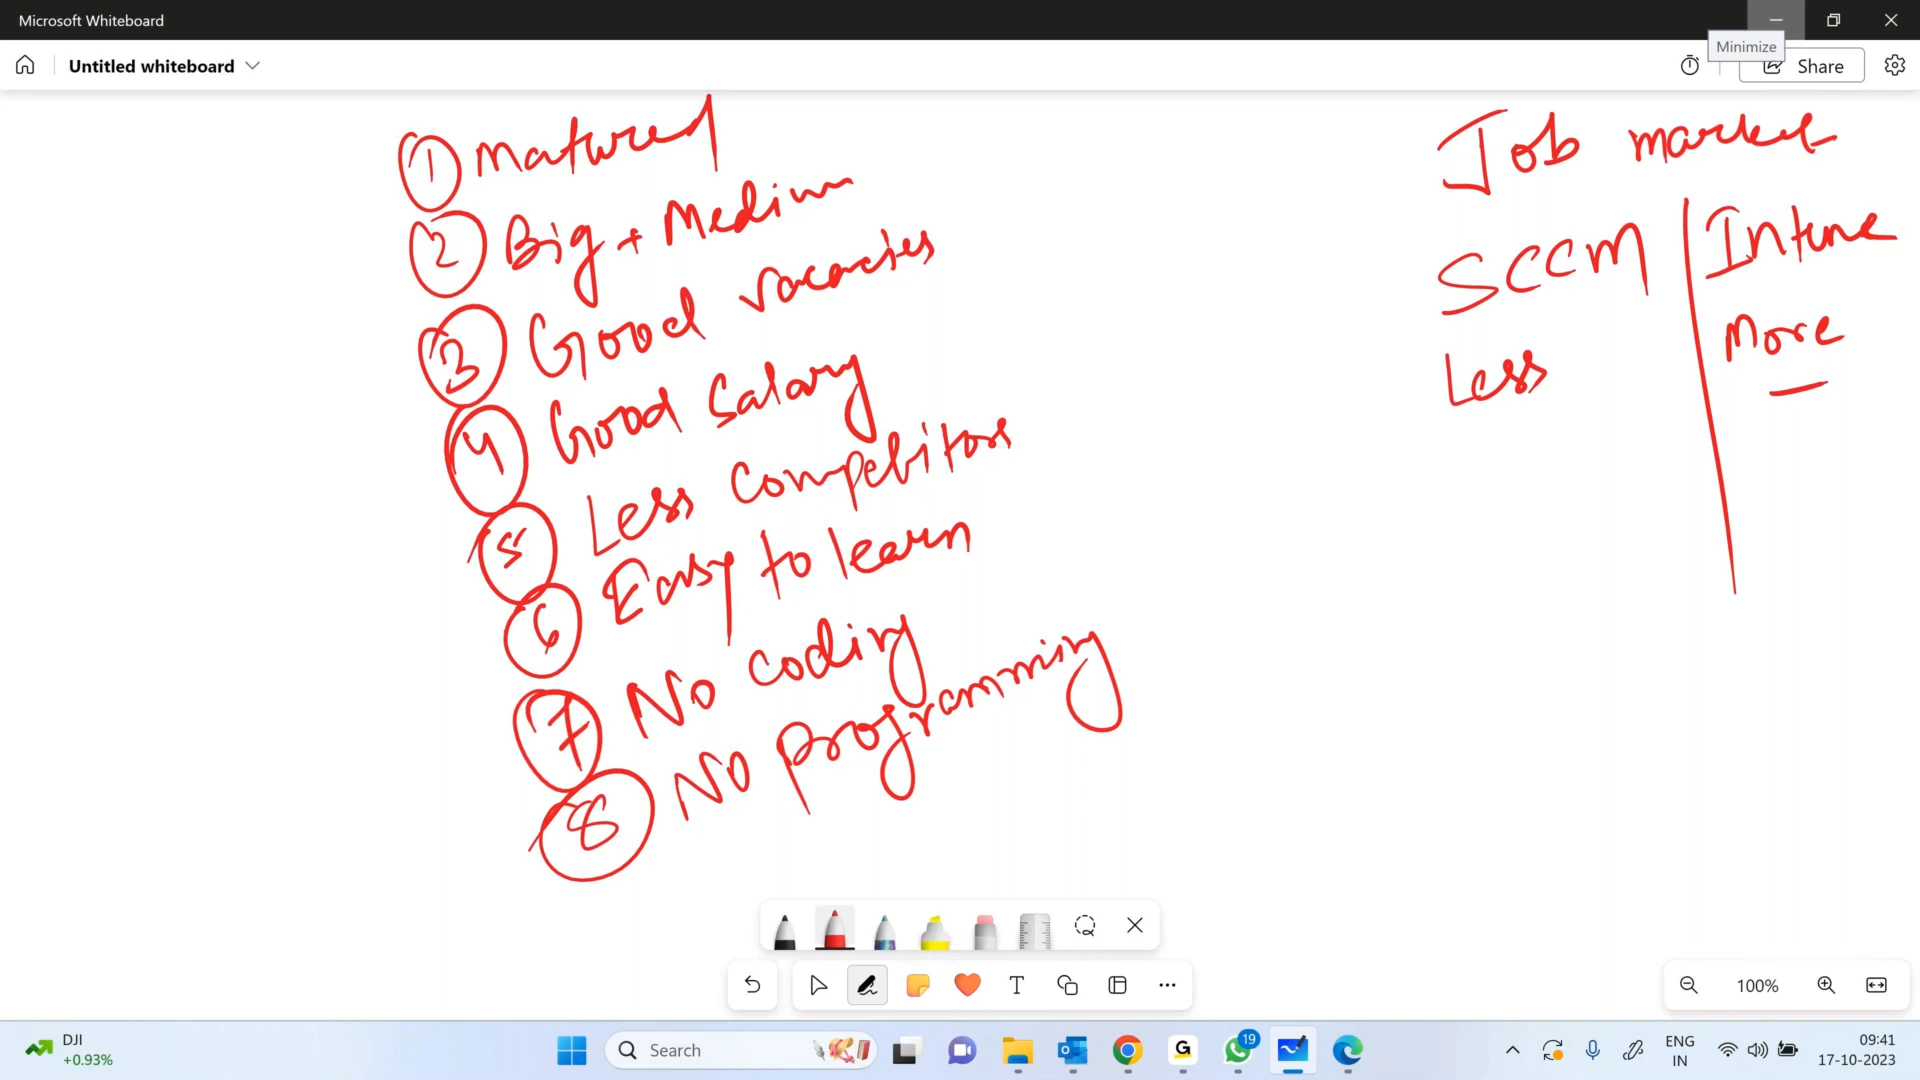 Microsoft Whiteboard
Minimize
Untitled whiteboard
Share
1 Matured
2 Big + Medium
3 Good vacancies
4 Good Salary
5 Less Competitors
6 Easy to learn
7 No coding
8 No programming
Job market
SCCM | Intune
Less
More
100%
DJI
+0.93%
Search
G
19
ENG
IN
09:41
17-10-2023